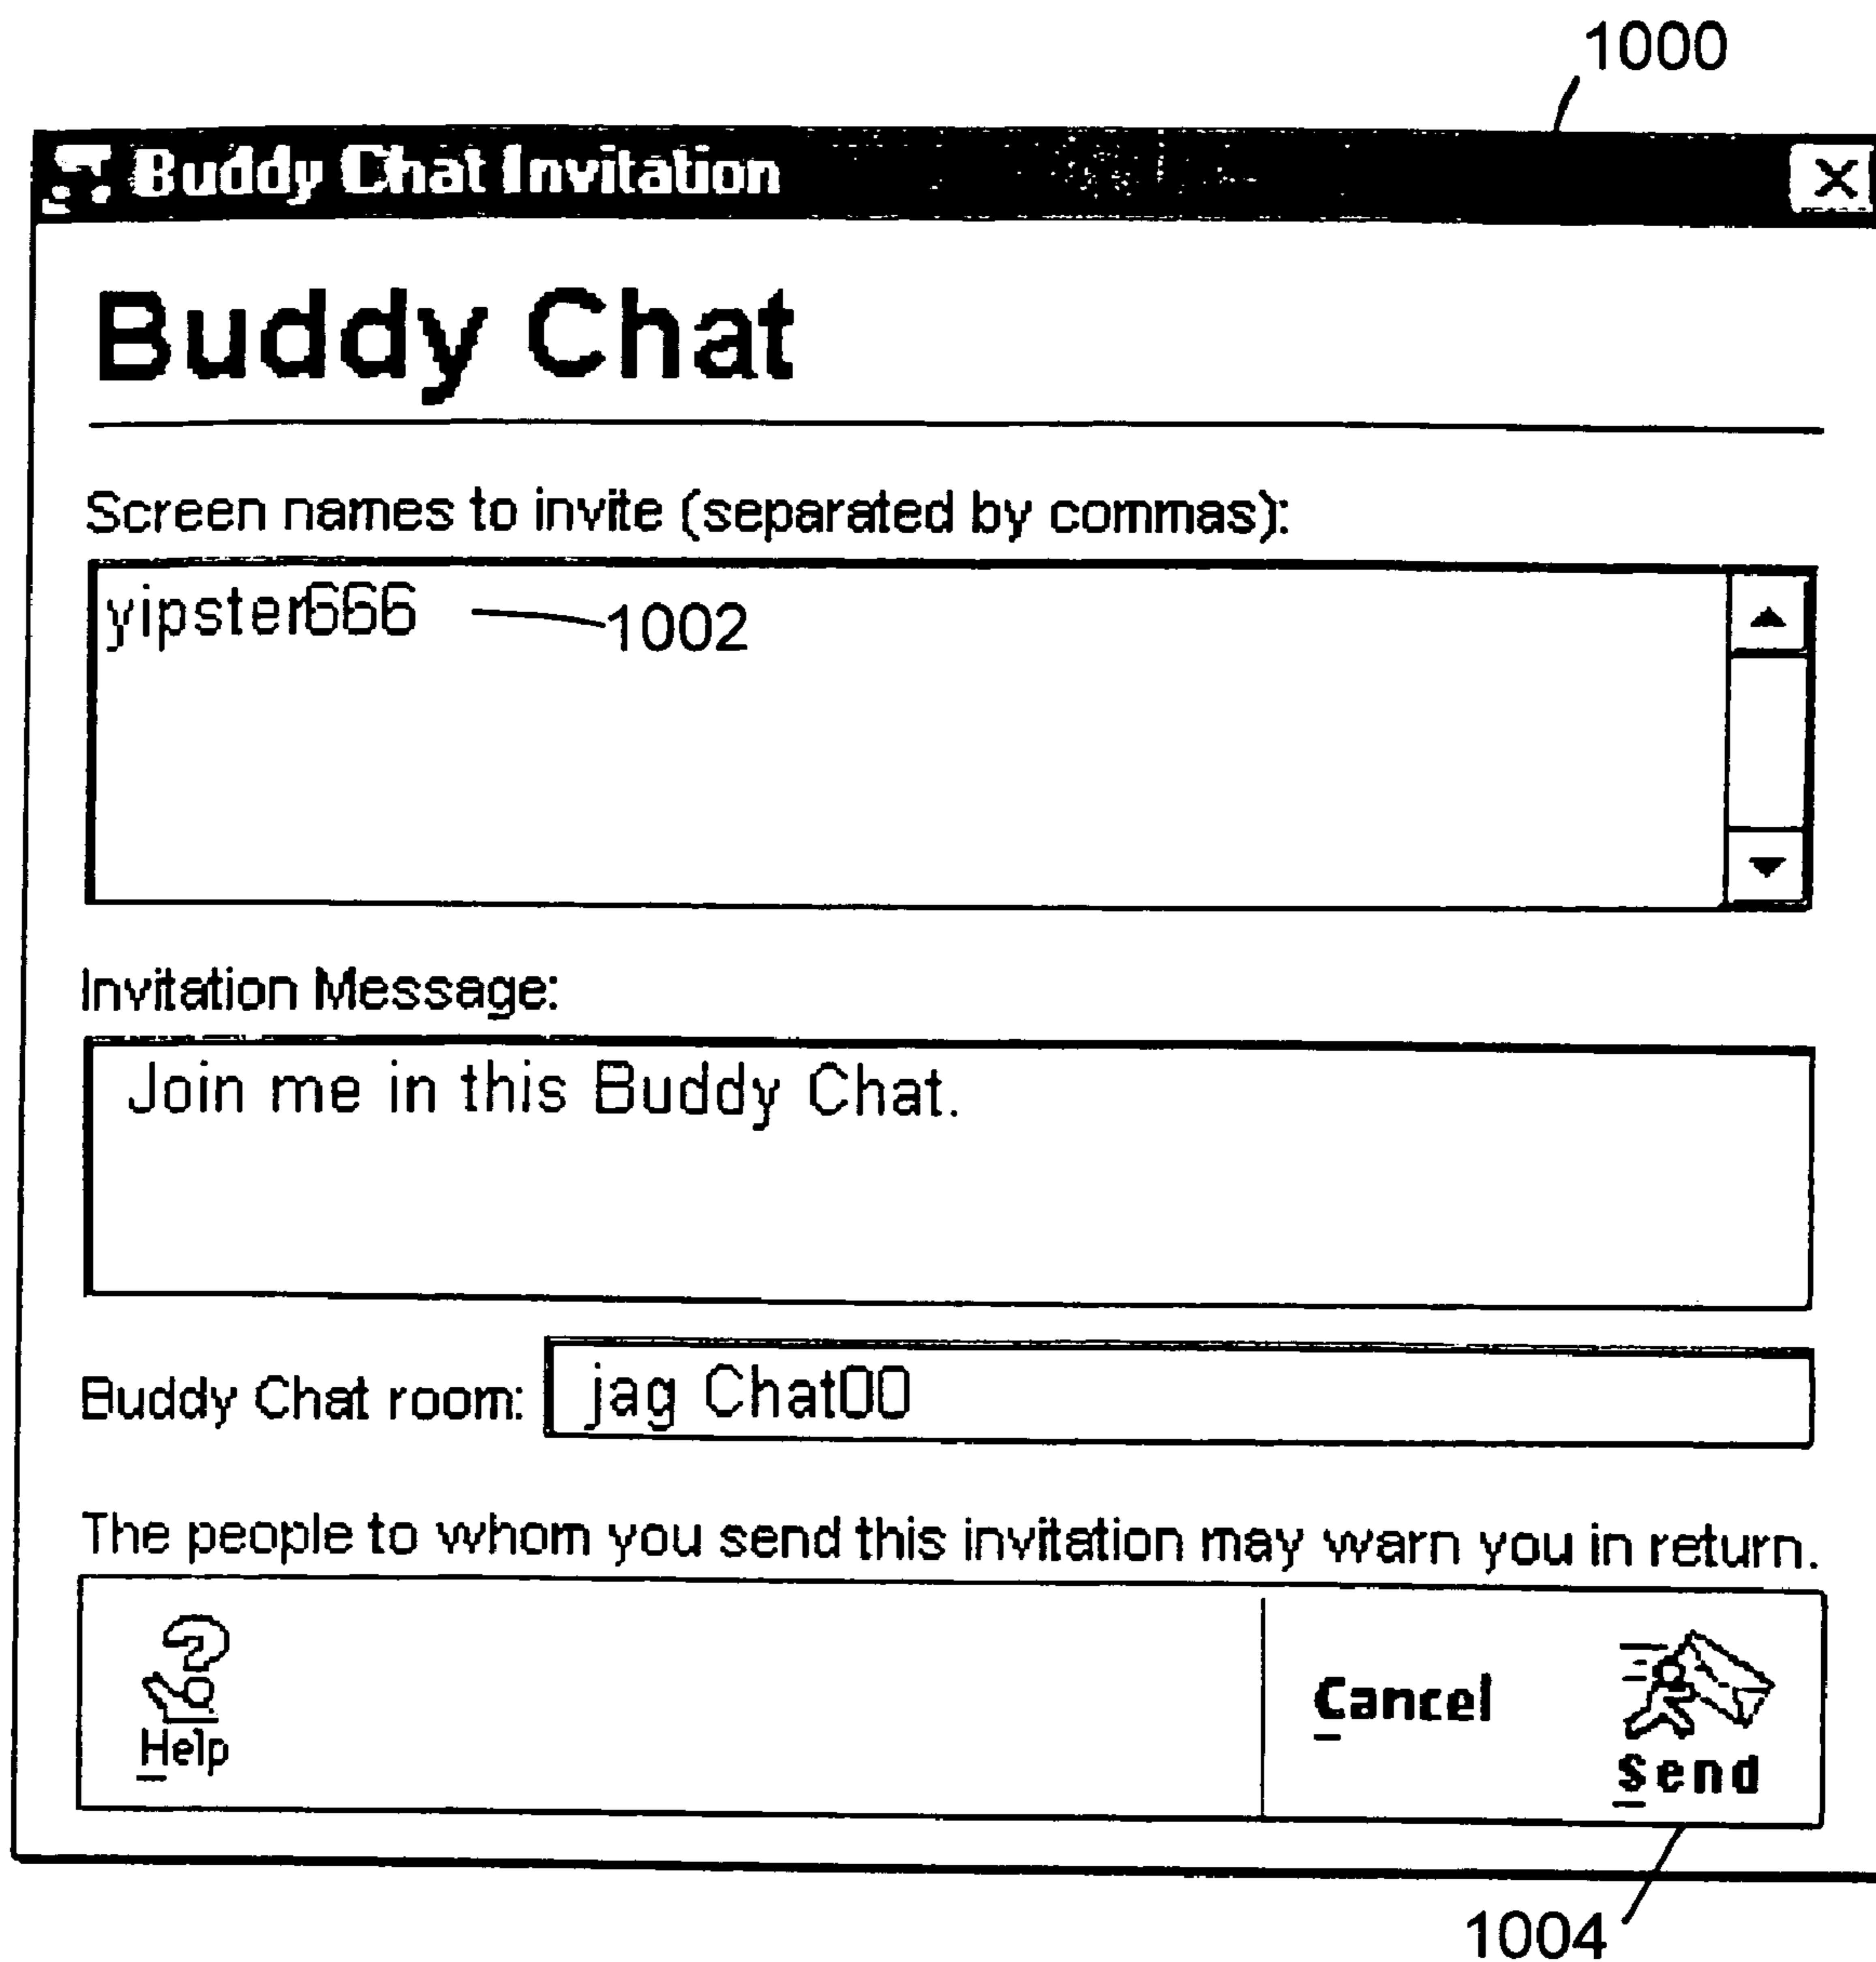 1000
Buddy Chat Invitation
Buddy Chat
Screen names to invite (separated by commas):
yipster666 1002
Invitation Message:
Join me in this Buddy Chat.
Buddy Chat room: jag Chat00
The people to whom you send this invitation may warn you in return.
Help
Cancel
Send
1004